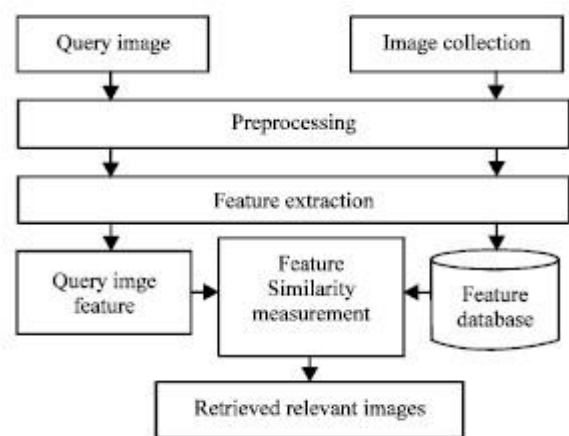 Query image
Image collection
Preprocessing
Feature extraction
Query imge
feature
Feature
Similarity
measurement
Feature
database
Retrieved relevant images